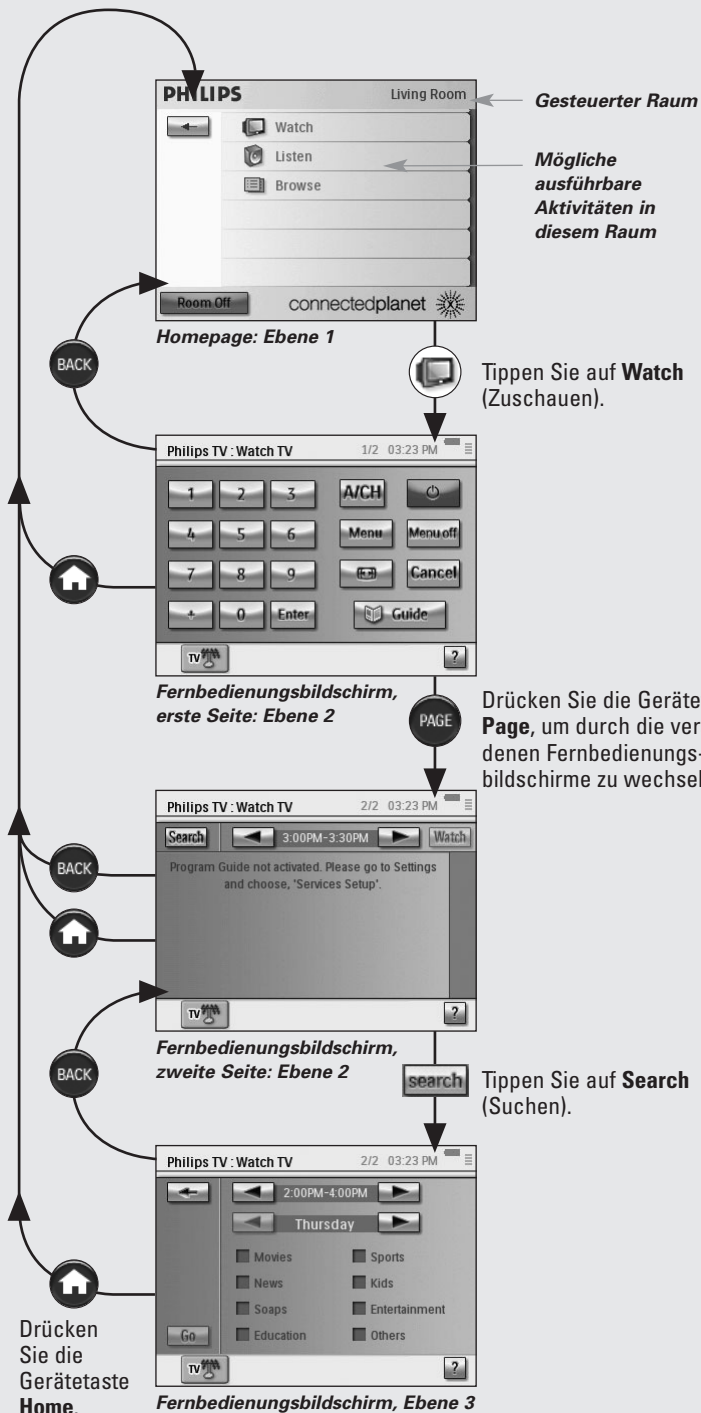 PHILIPS Living Room
Gesteuerter Raum
Watch
Listen
Browse
Mögliche
ausführbare
Aktivitäten in
diesem Raum
Room Off connectedplanet
Homepage: Ebene 1
BACK
Tippen Sie auf Watch
(Zuschauen).
Philips TV : Watch TV 1/2 03:23 PM
1 2 3 A/CH
4 5 6 Menu Menu off
7 8 9 Cancel
+ 0 Enter Guide
TV ?
Fernbedienungsbildschirm,
erste Seite: Ebene 2
PAGE
Drücken Sie die Geräte
Page, um durch die ver
denen Fernbedienungs-
bildschirme zu wechsel
Philips TV : Watch TV 2/2 03:23 PM
Search 3:00PM-3:30PM Watch
Program Guide not activated. Please go to Settings
and choose, 'Services Setup'.
BACK
TV ?
Fernbedienungsbildschirm,
zweite Seite: Ebene 2
BACK
search
Tippen Sie auf Search
(Suchen).
Philips TV : Watch TV 2/2 03:23 PM
2:00PM-4:00PM
Thursday
Movies Sports
News Kids
Soaps Entertainment
Go Education Others
TV ?
Drücken
Sie die
Gerätetaste
Home.
Fernbedienungsbildschirm, Ebene 3